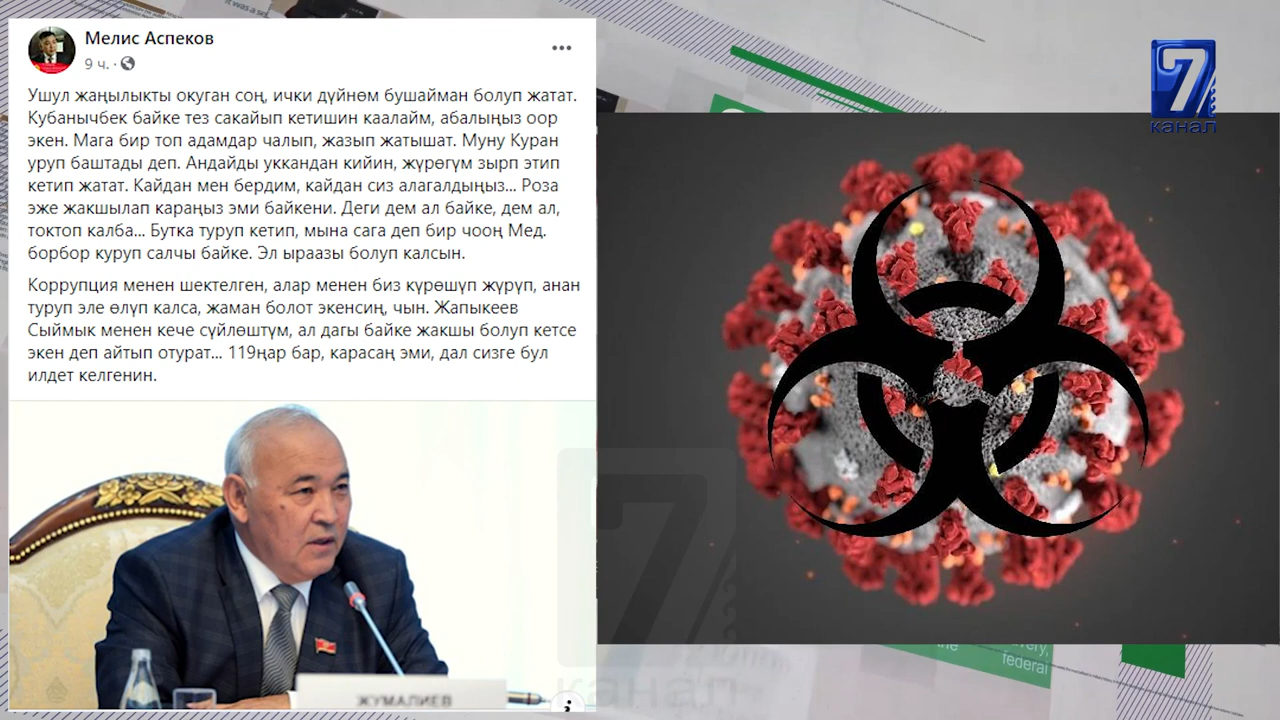 Мелис Аспеков
9 ч. ·
Ушул жаңылыкты окуган соң, ички дүйнөм бушайман болуп жатат.
Кубанычбек байке тез сакайып кетишин каалайм, абалыңыз оор
экен. Мага бир топ адамдар чалып, жазып жатышат. Муну Куран
уруп баштады деп. Андайды уккандан кийин, жүрөгүм зырп этип
кетип жатат. Кайдан мен бердим, кайдан сиз алагалдыңыз... Роза
эже жакшылап караңыз эми байкени. Деги дем ал байке, дем ал,
токтоп калба... Бутка туруп кетип, мына сага деп бир чооң Мед.
борбор куруп салчы байке. Эл ыраазы болуп калсын.
Коррупция менен шектелген, алар менен биз күрөшүп жүрүп, анан
туруп эле өлүп калса, жаман болот экенсиң, чын. Жапыкеев
Сыймык менен кече сүйлөштүм, ал дагы байке жакшы болуп кетсе
экен деп айтып отурат... 119ңар бар, карасаң эми, дал сизге бул
илдет келгенин.
ЖУМАЛИЕВ
7
канал
7
канал
the
federal